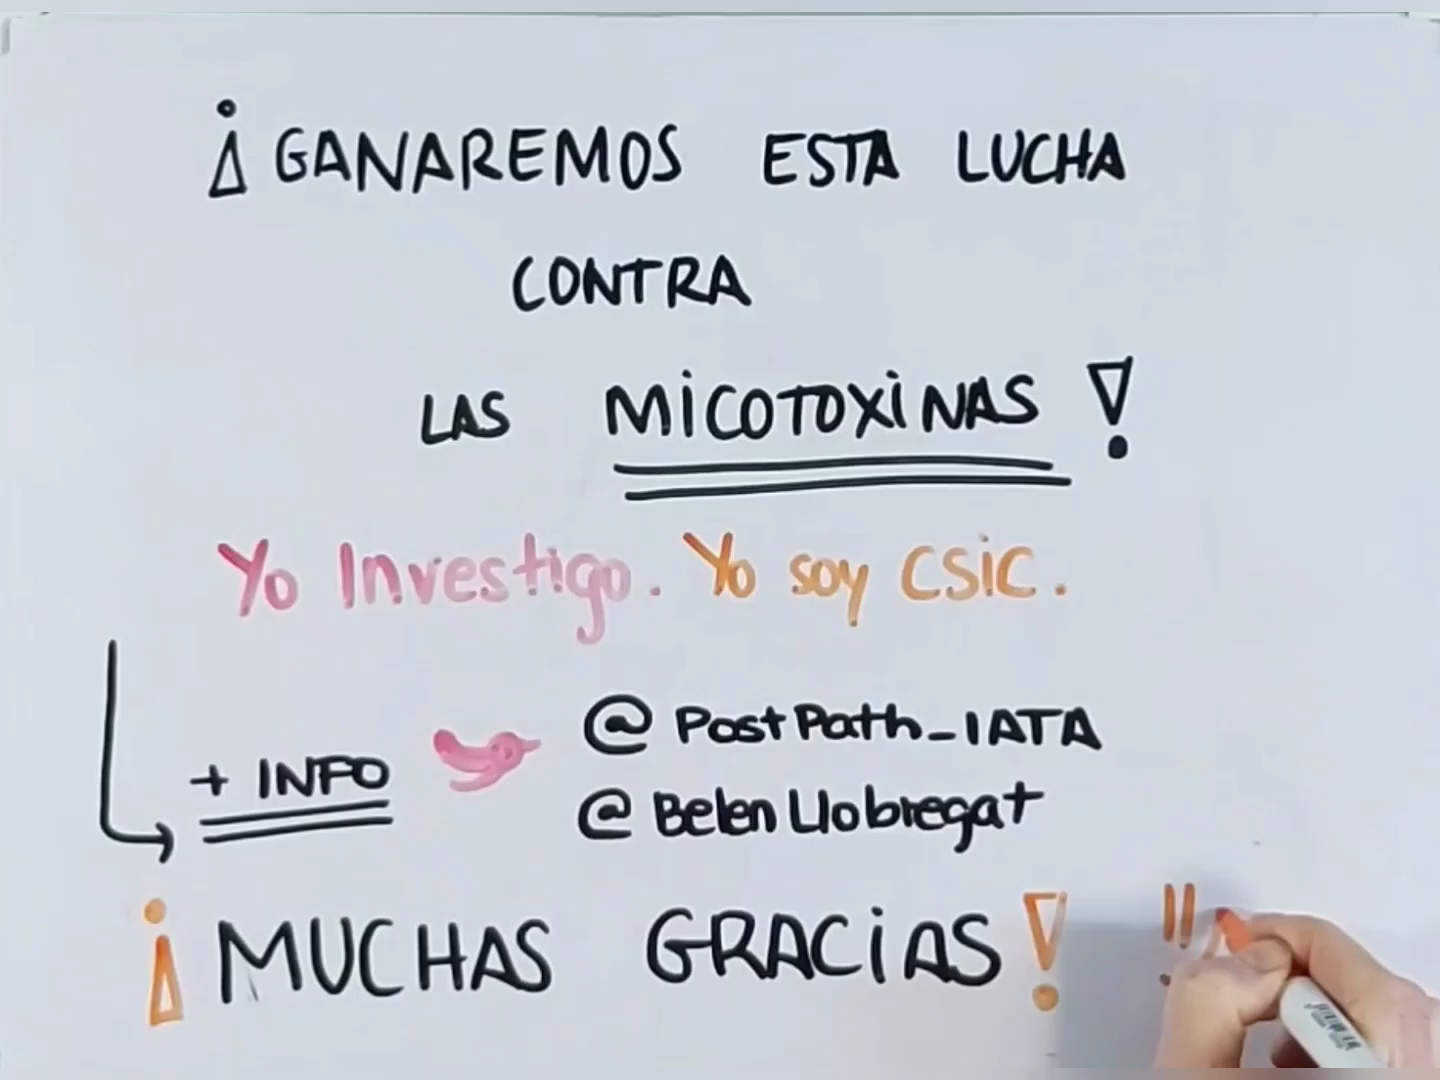 ¡GANAREMOS ESTA LUCHA
CONTRA
LAS MICOTOXINAS!
Yo Investigo. Yo soy CSIC.
+ INFO
@PostPath_IATA
@BelenLlobregat
¡MUCHAS GRACIAS!